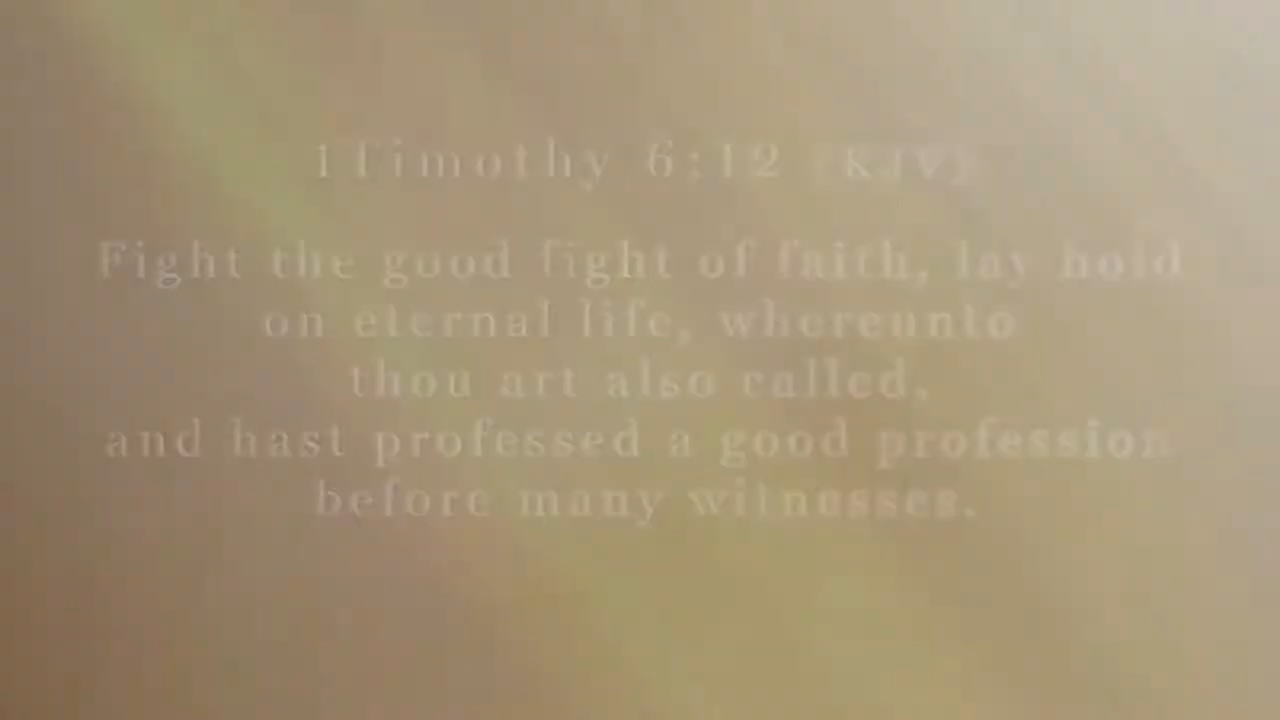 1 Timothy 6:12 (KJV)
Fight the good fight of faith, lay hold
on eternal life, whereunto
thou art also called,
and hast professed a good profession
before many witnesses.